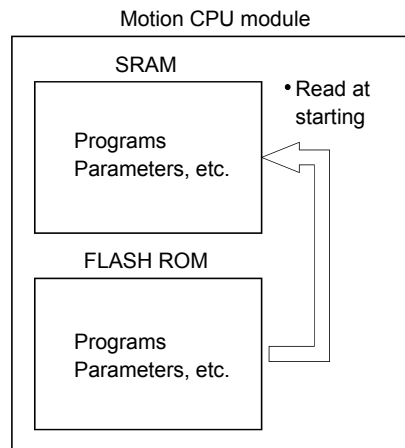 Motion CPU module
SRAM
• Read at
starting
Programs
Parameters, etc.
FLASH ROM
Programs
Parameters, etc.